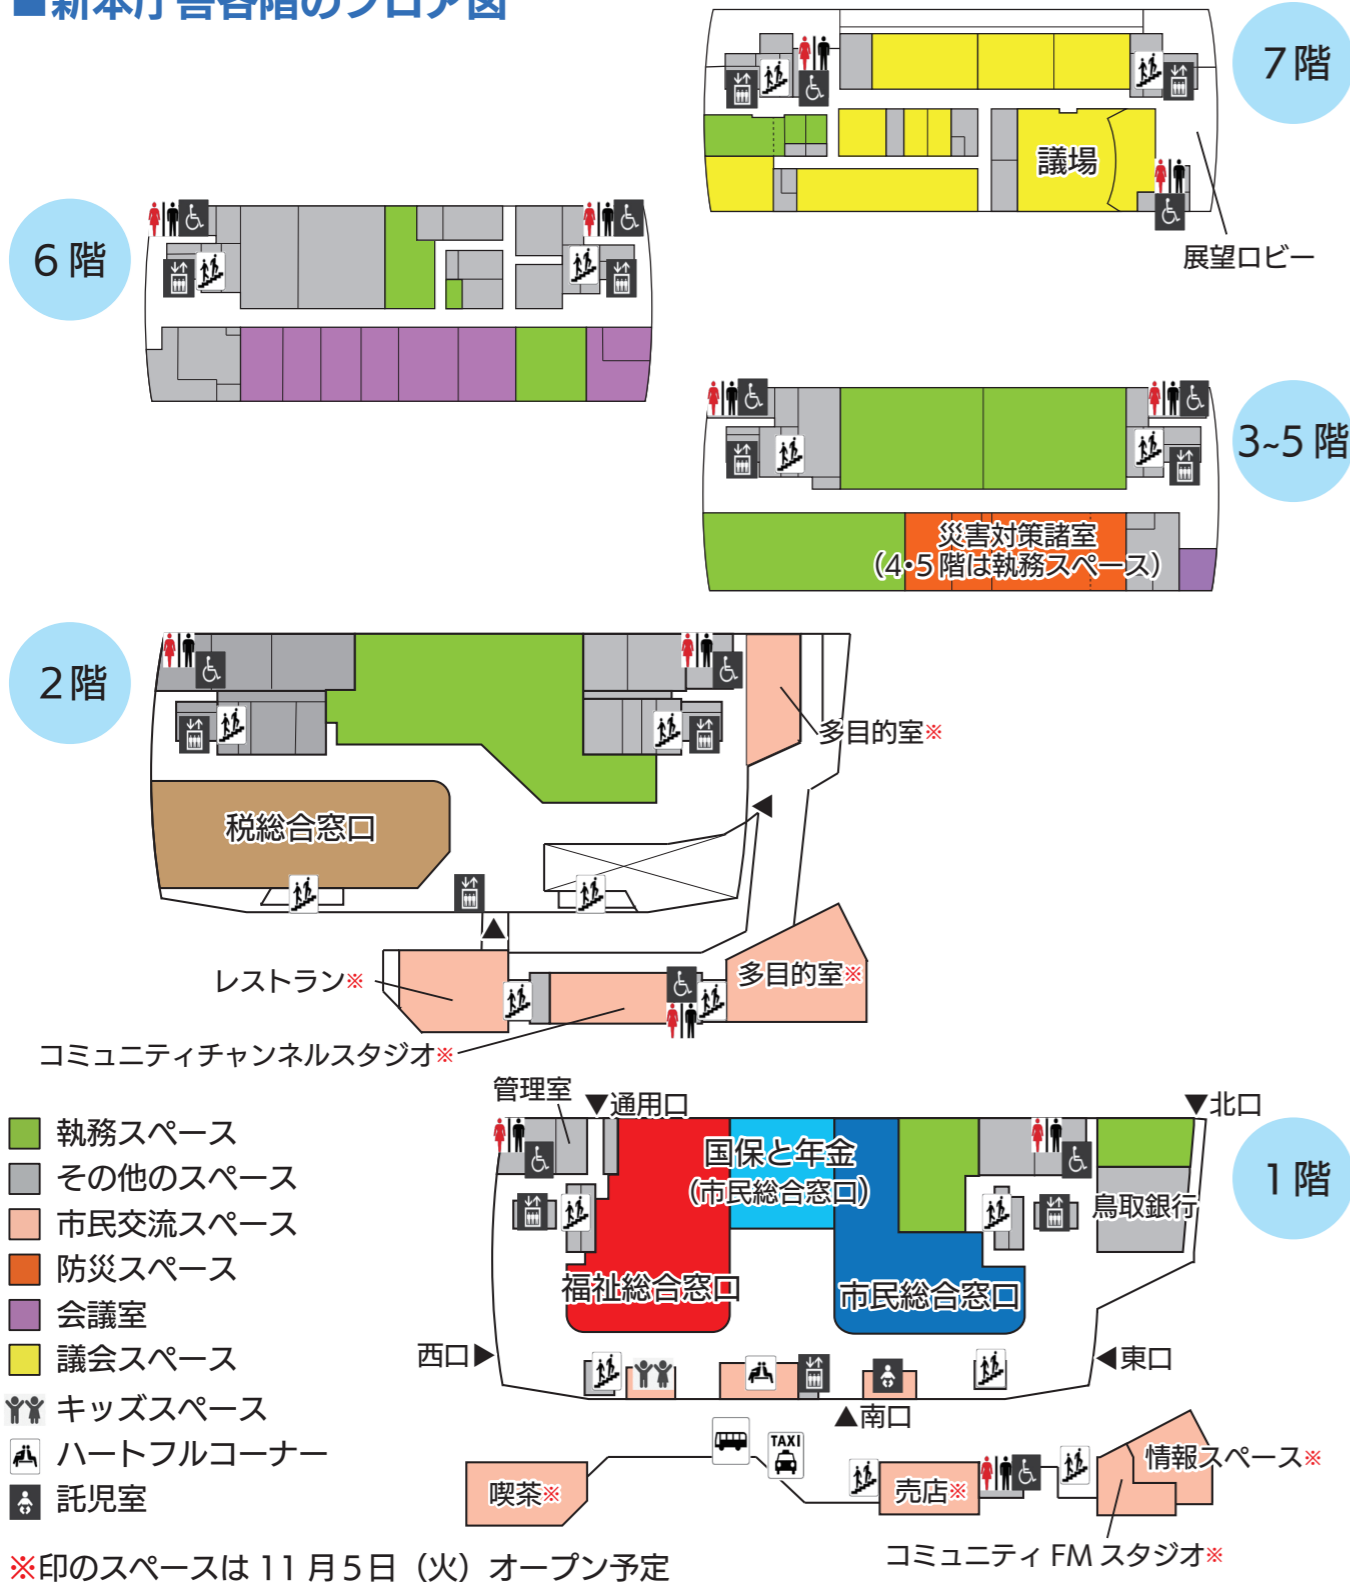 ■新本庁舎各階のフロア図
7階
議場
展望ロビー
6階
3~5階
災害対策諸室
（4・5階は執務スペース）
2階
多目的室※
税総合窓口
レストラン※
多目的室※
コミュニティチャンネルスタジオ※
執務スペース
その他のスペース
市民交流スペース
防災スペース
会議室
議会スペース
キッズスペース
ハートフルコーナー
託児室
※印のスペースは 11月5日（火）オープン予定
1階
管理室
▼通用口
▼北口
国保と年金
（市民総合窓口）
鳥取銀行
福祉総合窓口
市民総合窓口
西口▶
◀東口
▲南口
TAXI
喫茶※
売店※
情報スペース※
コミュニティ FM スタジオ※